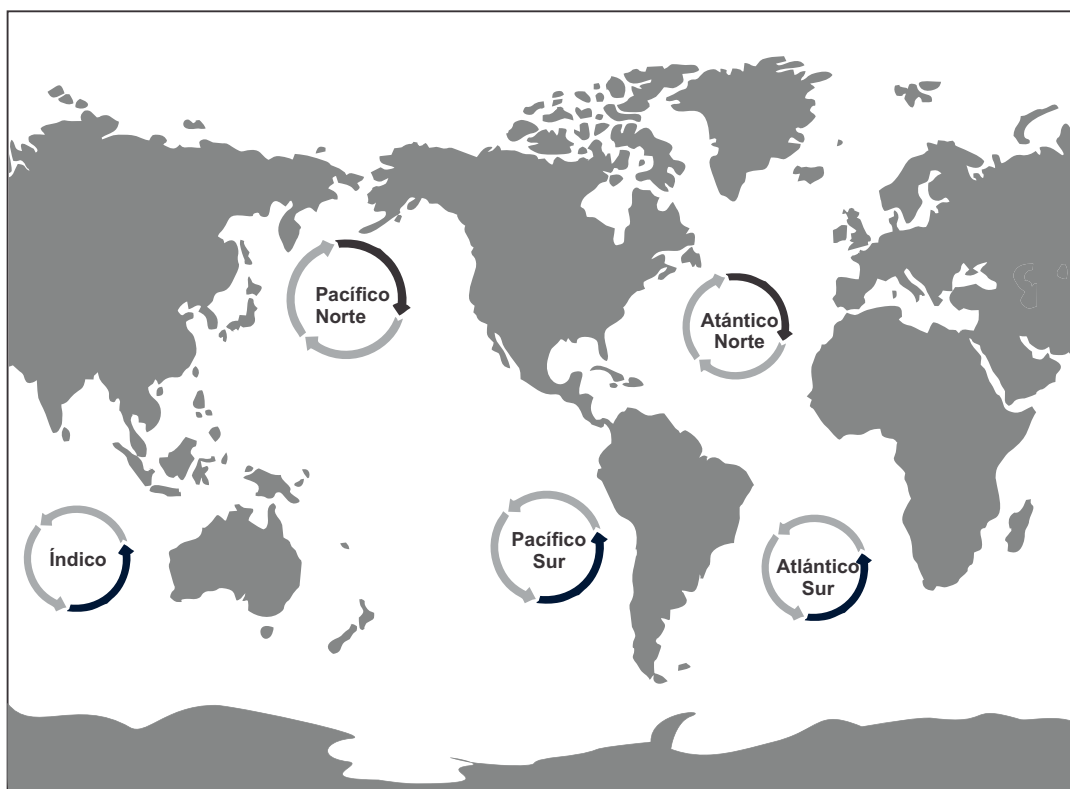 Pacífico
Norte
Atántico
Norte
Índico
Pacífico
Sur
Atlántico
Sur